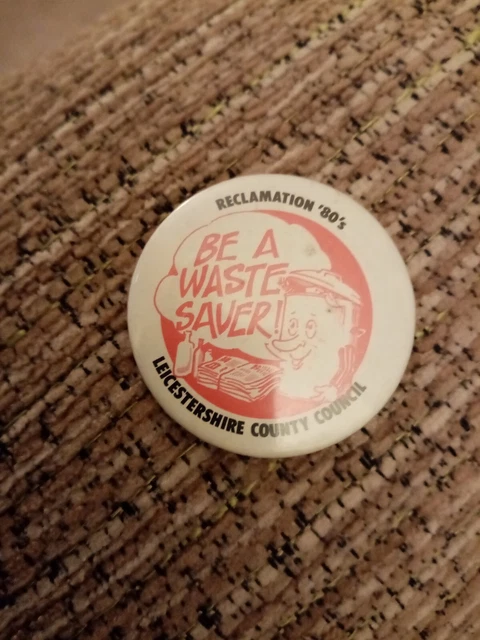 RECLAMATION '80's
BE A
WASTE
SAVER!
LEICESTERSHIRE COUNTY COUNCIL